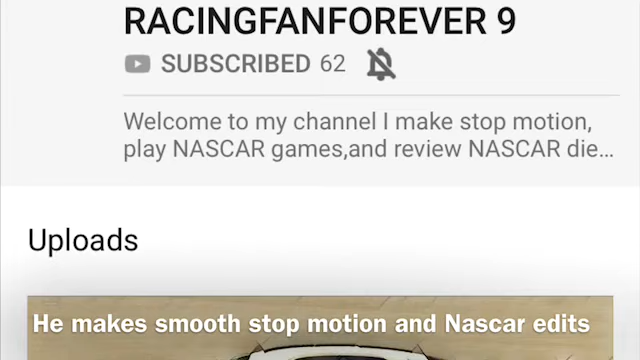 RACINGFANFOREVER 9
SUBSCRIBED 62
Welcome to my channel I make stop motion,
play NASCAR games,and review NASCAR die...
Uploads
He makes smooth stop motion and Nascar edits